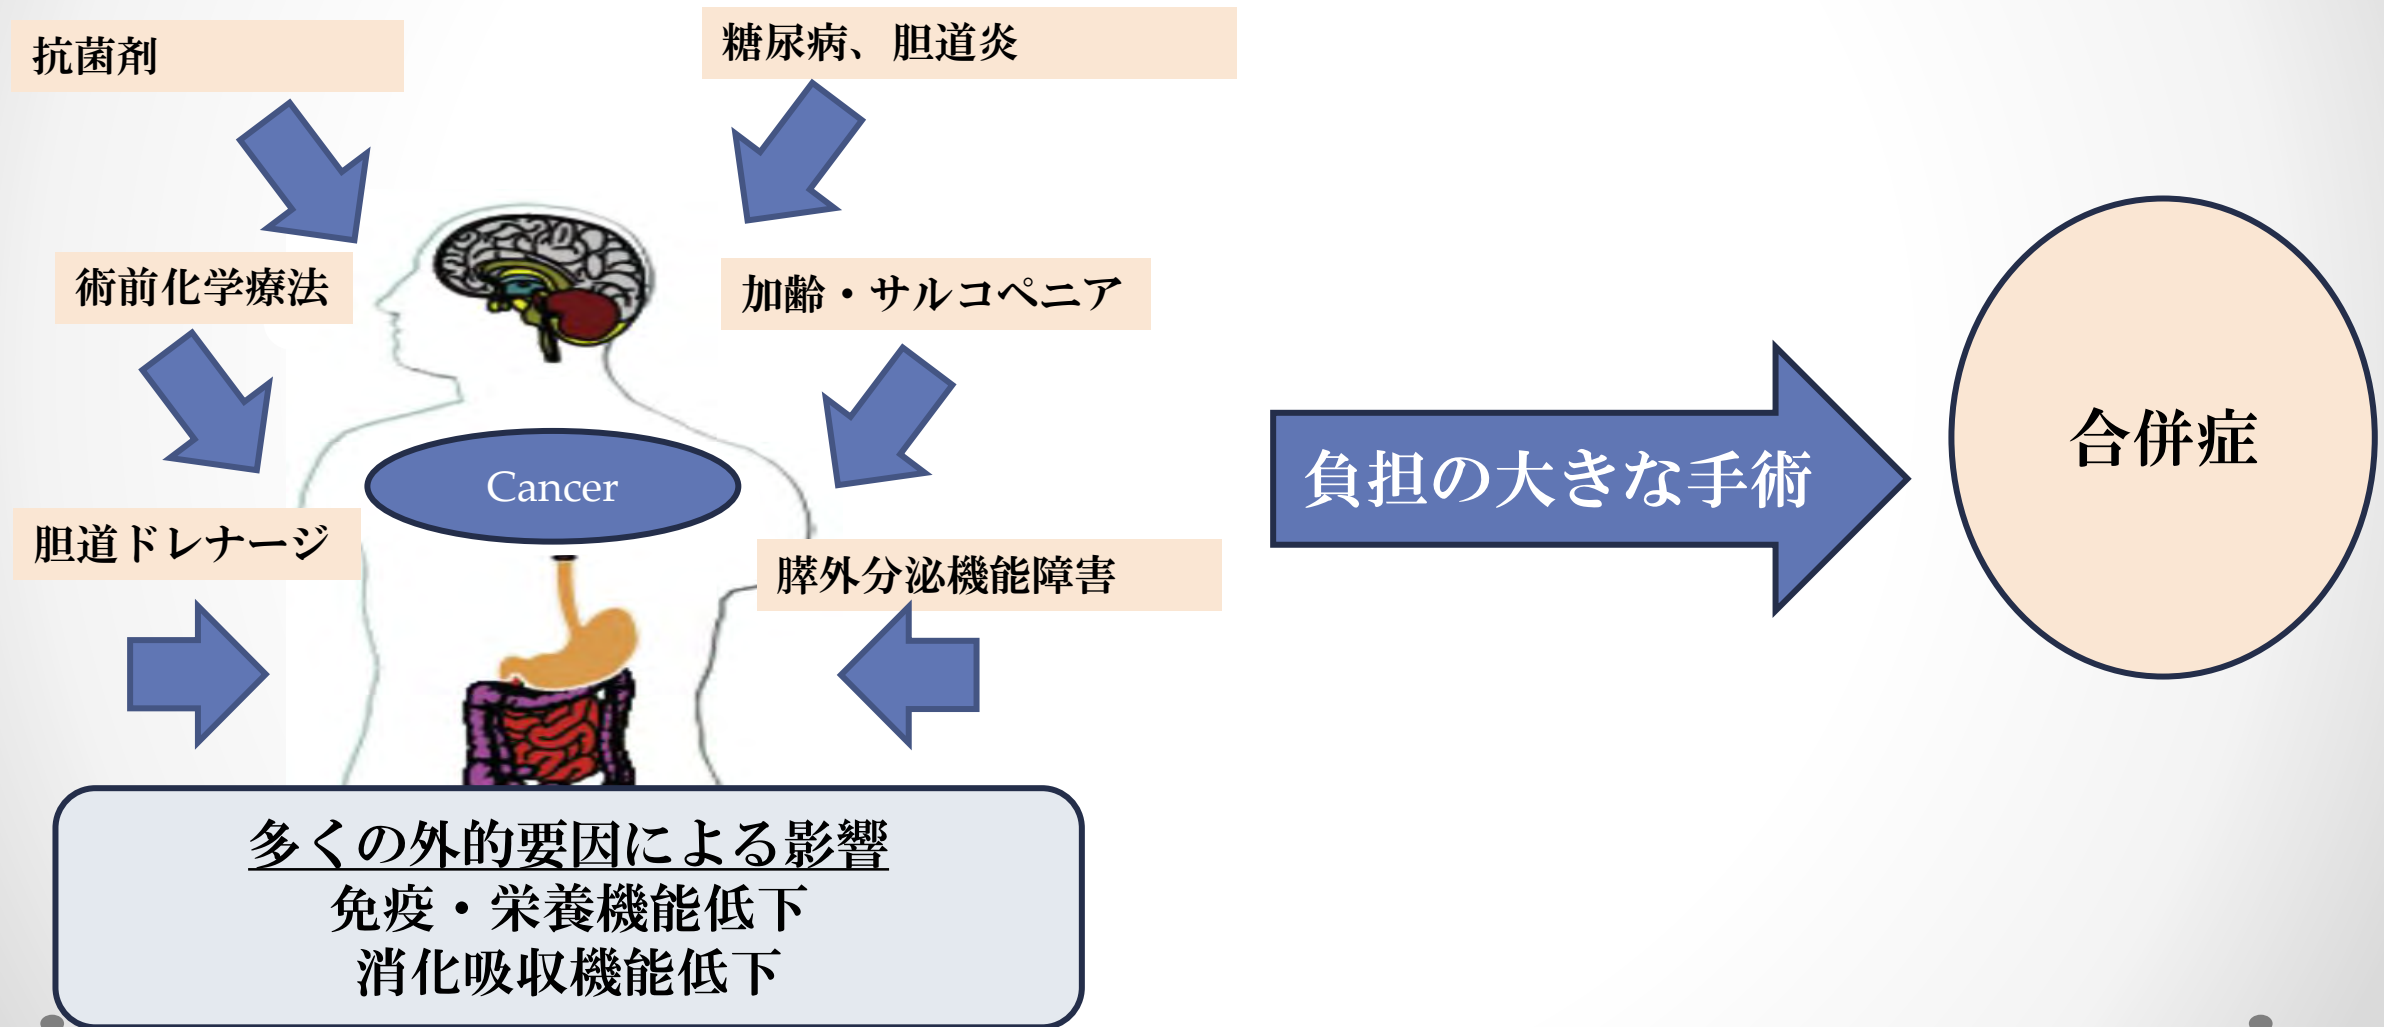 抗菌剤
糖尿病、胆道炎
術前化学療法
加齢・サルコペニア
Cancer
胆道ドレナージ
膵外分泌機能障害
負担の大きな手術
合併症
多くの外的要因による影響
免疫・栄養機能低下
消化吸収機能低下